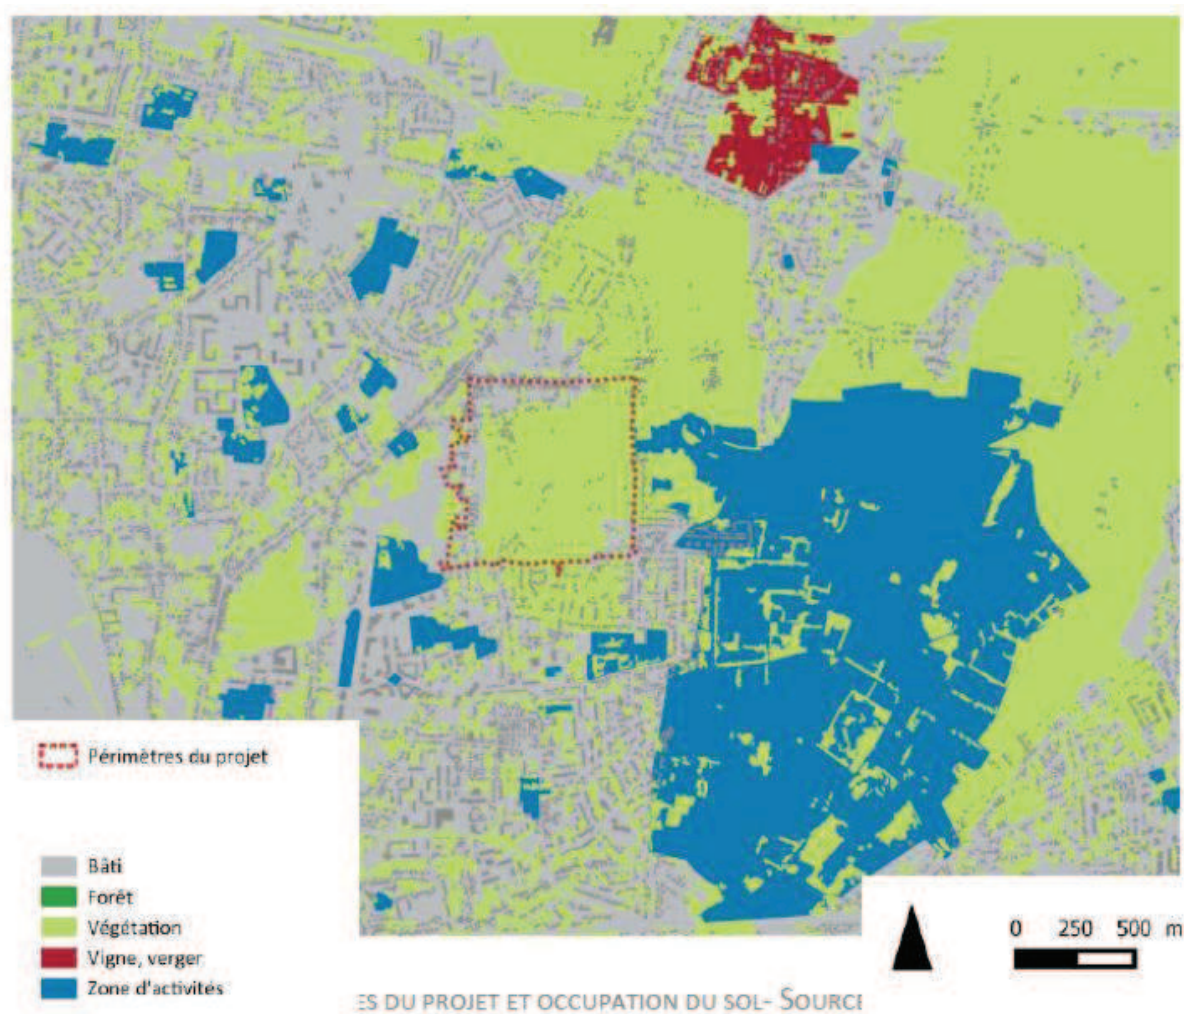 Périmètres du projet
Bâti
Forêt
Végétation
Vigne, verger
Zone d'activités
0 250 500 m
ES DU PROJET ET OCCUPATION DU SOL- SOURCE